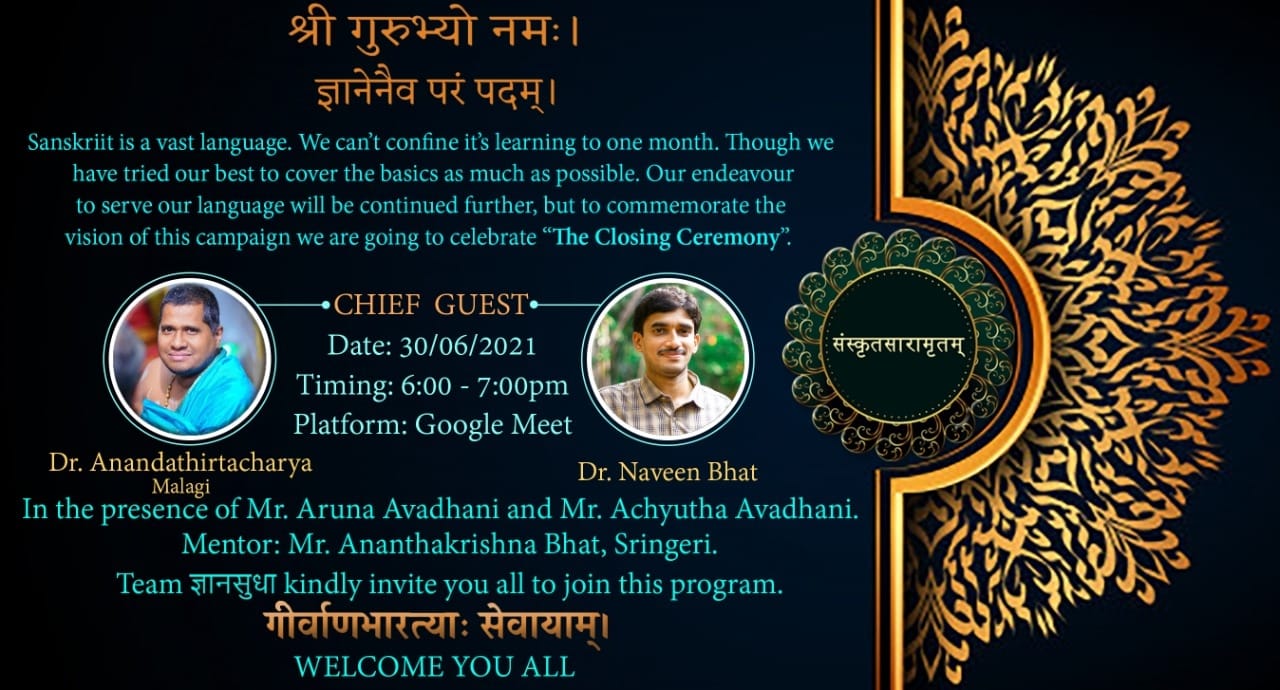 श्री गुरुभ्यो नमः।
ज्ञानेनैव परं पदम्।
Sanskriit is a vast language. We can’t confine it’s learning to one month. Though we
have tried our best to cover the basics as much as possible. Our endeavour
to serve our language will be continued further, but to commemorate the
vision of this campaign we are going to celebrate “The Closing Ceremony”.
CHIEF GUEST
Date: 30/06/2021
Timing: 6:00 - 7:00pm
Platform: Google Meet
Dr. Anandathirtacharya
Malagi
Dr. Naveen Bhat
संस्कृतसारामृतम्
In the presence of Mr. Aruna Avadhani and Mr. Achyutha Avadhani.
Mentor: Mr. Ananthakrishna Bhat, Sringeri.
Team ज्ञानसुधा kindly invite you all to join this program.
गीर्वाणभारत्याः सेवायाम्।
WELCOME YOU ALL